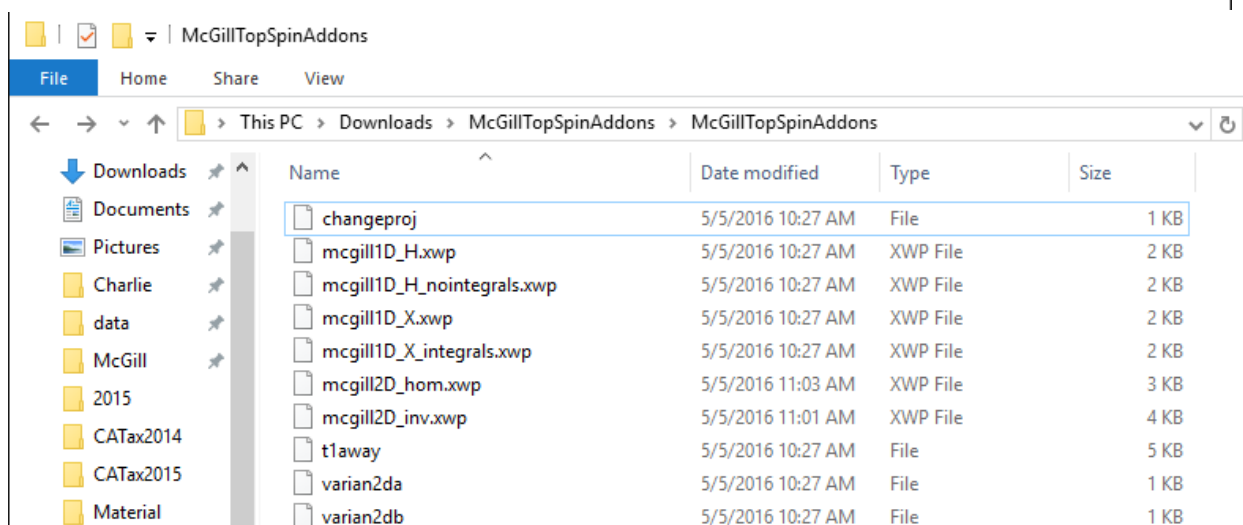 McGillTopSpinAddons
File Home Share View
This PC > Downloads > McGillTopSpinAddons > McGillTopSpinAddons
Downloads
Documents
Pictures
Charlie
data
McGill
2015
CATax2014
CATax2015
Material
Name Date modified Type Size
changeproj 5/5/2016 10:27 AM File 1 KB
mcgill1D_H.xwp 5/5/2016 10:27 AM XWP File 2 KB
mcgill1D_H_nointegrals.xwp 5/5/2016 10:27 AM XWP File 2 KB
mcgill1D_X.xwp 5/5/2016 10:27 AM XWP File 2 KB
mcgill1D_X_integrals.xwp 5/5/2016 10:27 AM XWP File 2 KB
mcgill2D_hom.xwp 5/5/2016 11:03 AM XWP File 3 KB
mcgill2D_inv.xwp 5/5/2016 11:01 AM XWP File 4 KB
t1away 5/5/2016 10:27 AM File 5 KB
varian2da 5/5/2016 10:27 AM File 1 KB
varian2db 5/5/2016 10:27 AM File 1 KB